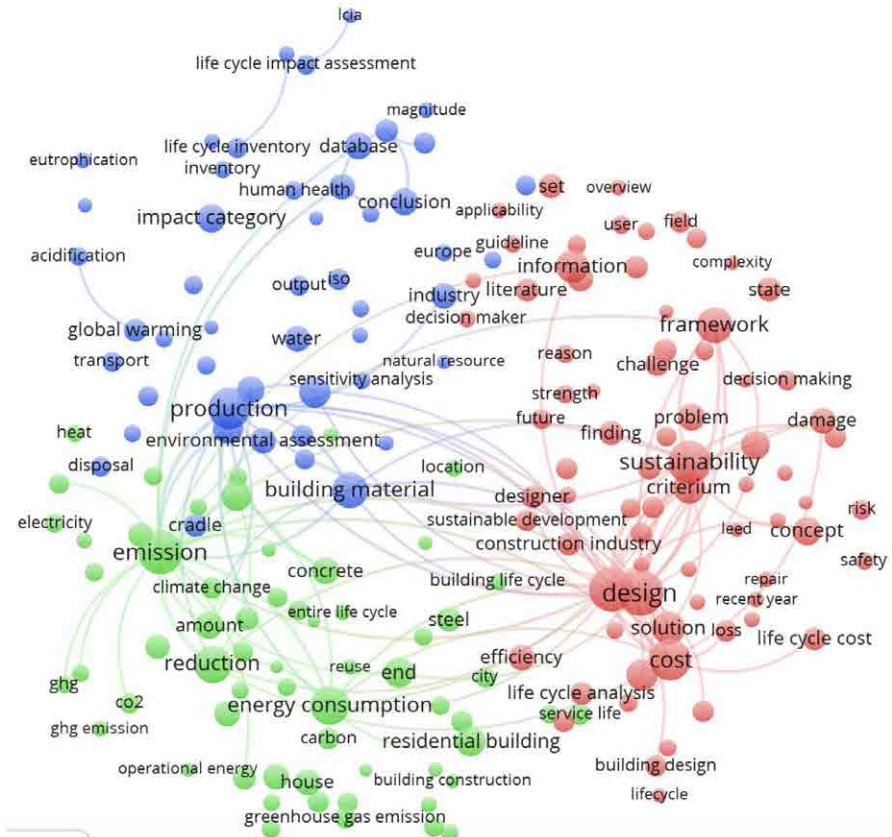 lcia
life cycle impact assessment
magnitude
life cycle inventory
database
eutrophication
inventory
human health
conclusion
set
overview
impact category
applicability
user
field
acidification
europe
guideline
information
complexity
output
iso
industry
literature
state
global warming
decision maker
framework
water
transport
natural resource
reason
challenge
sensitivity analysis
decision making
production
strength
future
problem
damage
heat
environmental assessment
finding
disposal
location
sustainability
building material
designer
criterium
risk
electricity
cradle
sustainable development
leed
concept
emission
construction industry
safety
climate change
concrete
building life cycle
repair
design
recent year
amount
entire life cycle
steel
solution
loss
life cycle cost
reduction
reuse
end
efficiency
cost
ghg
city
co2
energy consumption
life cycle analysis
service life
ghg emission
carbon
residential building
operational energy
house
building construction
building design
lifecycle
greenhouse gas emission